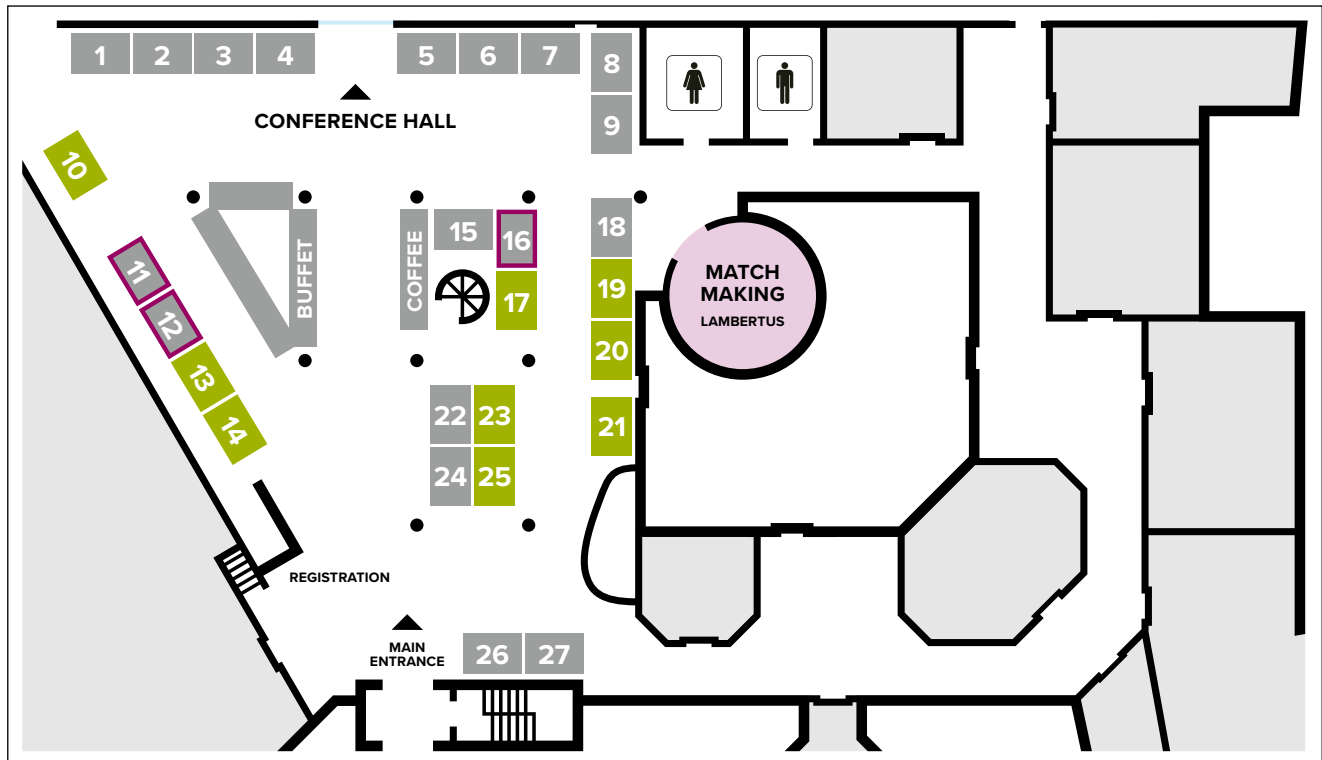 1 2 3 4 5 6 7 8
9
CONFERENCE HALL
10
11
12
13
14
BUFFET
COFFEE
15 16
17
18
19
20
21
MATCH
MAKING
LAMBERTUS
22 23
24 25
REGISTRATION
MAIN
ENTRANCE
26 27